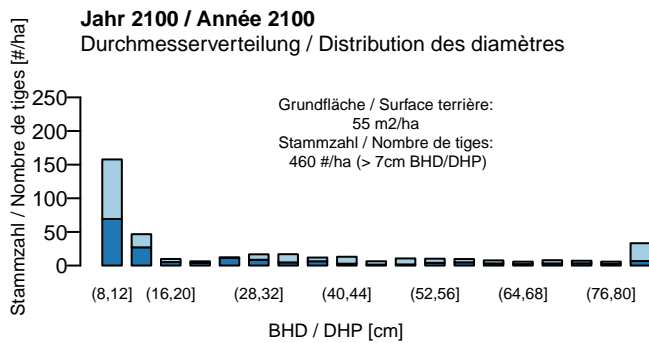 Jahr 2100 / Année 2100
Durchmesserverteilung / Distribution des diamètres
Stammzahl / Nombre de tiges [#/ha]
250
200
150
100
50
0
Grundfläche / Surface terrière:
55 m2/ha
Stammzahl / Nombre de tiges:
460 #/ha (> 7cm BHD/DHP)
(8,12] (16,20] (28,32] (40,44] (52,56] (64,68] (76,80]
BHD / DHP [cm]